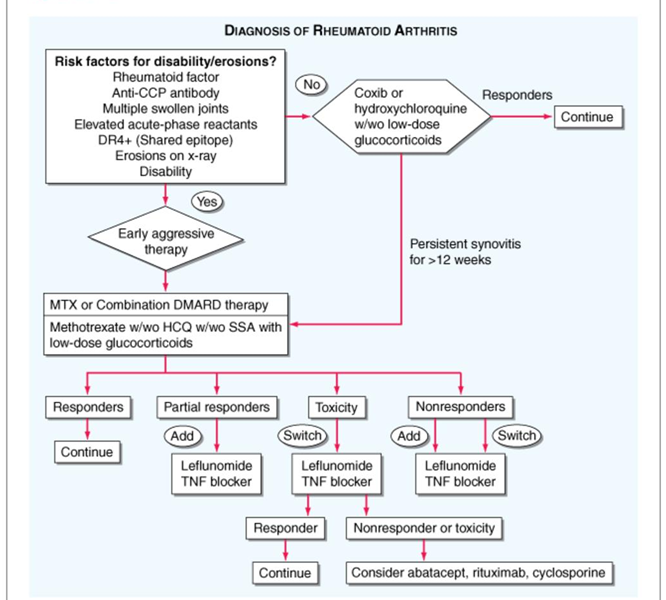 DIAGNOSIS OF RHEUMATOID ARTHRITIS
Risk factors for disability/erosions?
Rheumatoid factor
Anti-CCP antibody
Multiple swollen joints
Elevated acute-phase reactants
DR4+ (Shared epitope)
Erosions on x-ray
Disability
No
Coxib or
hydroxychloroquine
w/wo low-dose
glucocorticoids
Responders
Continue
Yes
Early aggressive
therapy
Persistent synovitis
for >12 weeks
MTX or Combination DMARD therapy
Methotrexate w/wo HCQ w/wo SSA with
low-dose glucocorticoids
Responders
Partial responders
Toxicity
Nonresponders
Add
Switch
Add
Switch
Continue
Leflunomide
TNF blocker
Leflunomide
TNF blocker
Leflunomide
TNF blocker
Responder
Nonresponder or toxicity
Continue
Consider abatacept, rituximab, cyclosporine